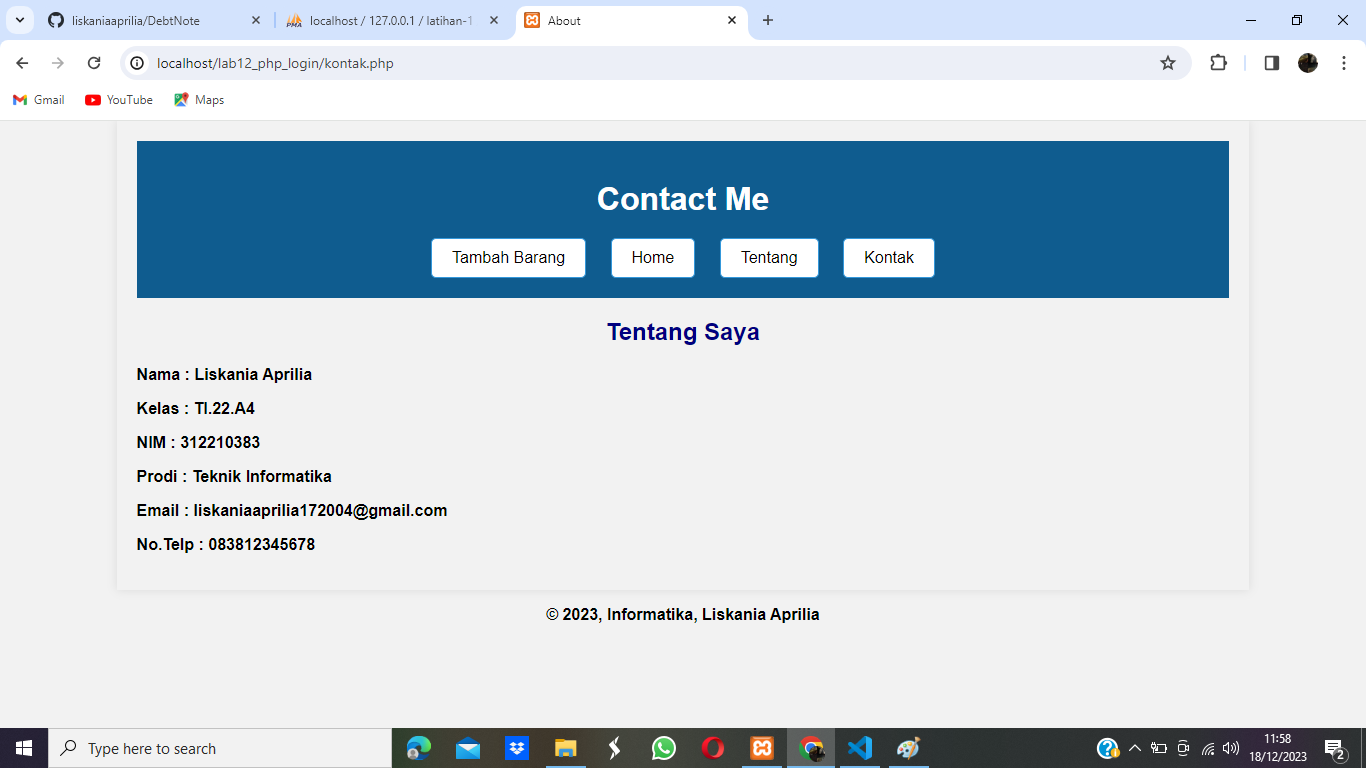 liskaniaaprilia/DebtNote
localhost / 127.0.0.1 / latihan-1
About
localhost/lab12_php_login/kontak.php
Gmail YouTube Maps
Contact Me
Tambah Barang Home Tentang Kontak
Tentang Saya
Nama : Liskania Aprilia
Kelas : TI.22.A4
NIM : 312210383
Prodi : Teknik Informatika
Email : liskaniaaprilia172004@gmail.com
No.Telp : 083812345678
© 2023, Informatika, Liskania Aprilia
Type here to search
11:58
18/12/2023
2